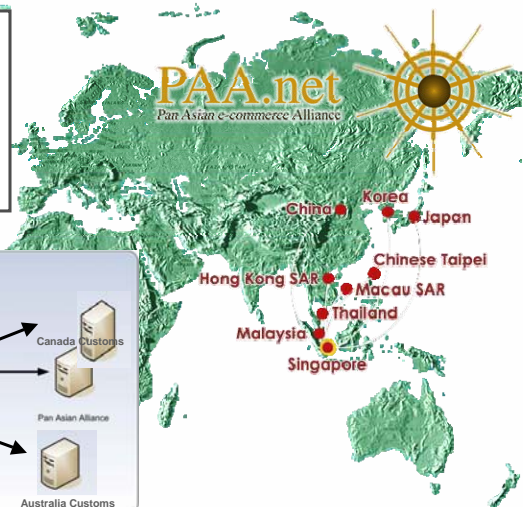 PAA.net
Pan Asian e-commerce Alliance
China
Korea
Japan
Chinese Taipei
Hong Kong SAR
Macau SAR
Thailand
Malaysia
Singapore
Canada Customs
Pan Asian Alliance
Australia Customs